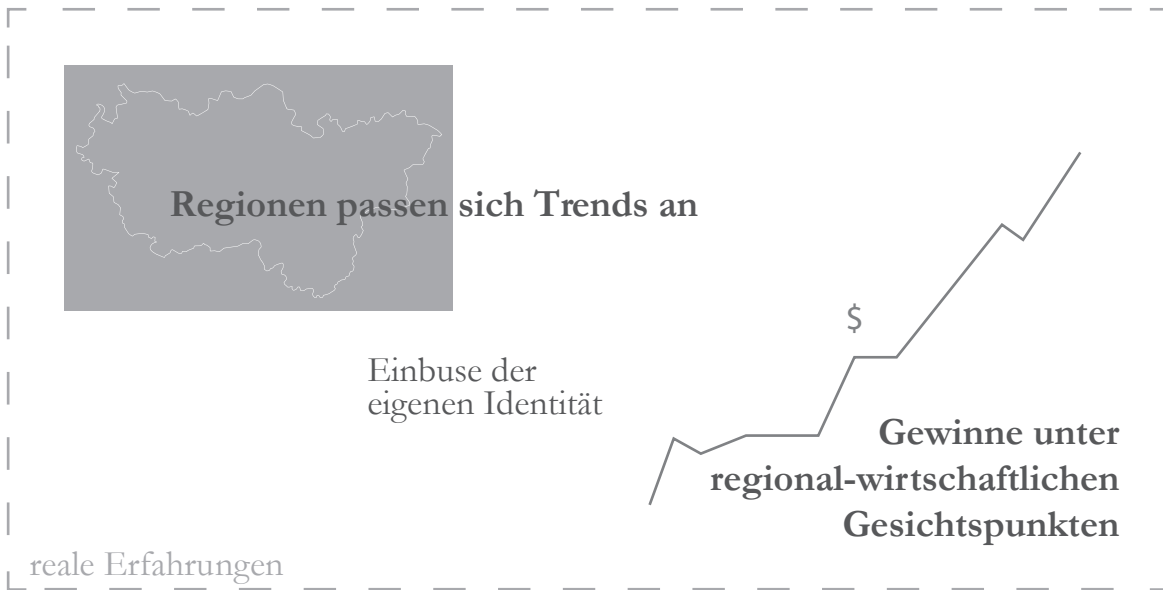 Regionen passen sich Trends an
$
Einbuse der
eigenen Identität
Gewinne unter
regional-wirtschaftlichen
Gesichtspunkten
reale Erfahrungen